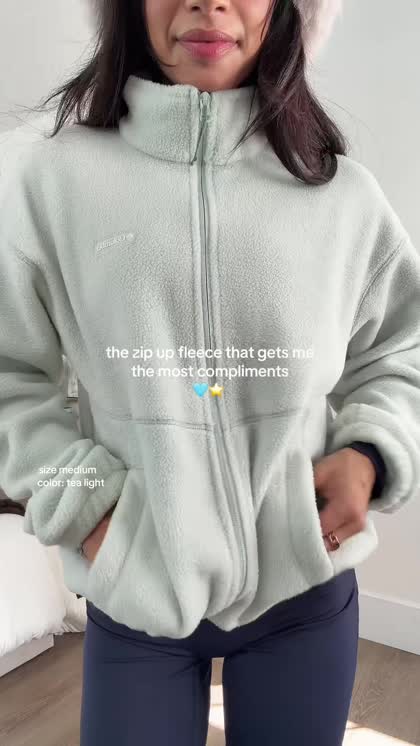 the zip up fleece that gets me
the most compliments
🩵⭐
size medium
color: tea light